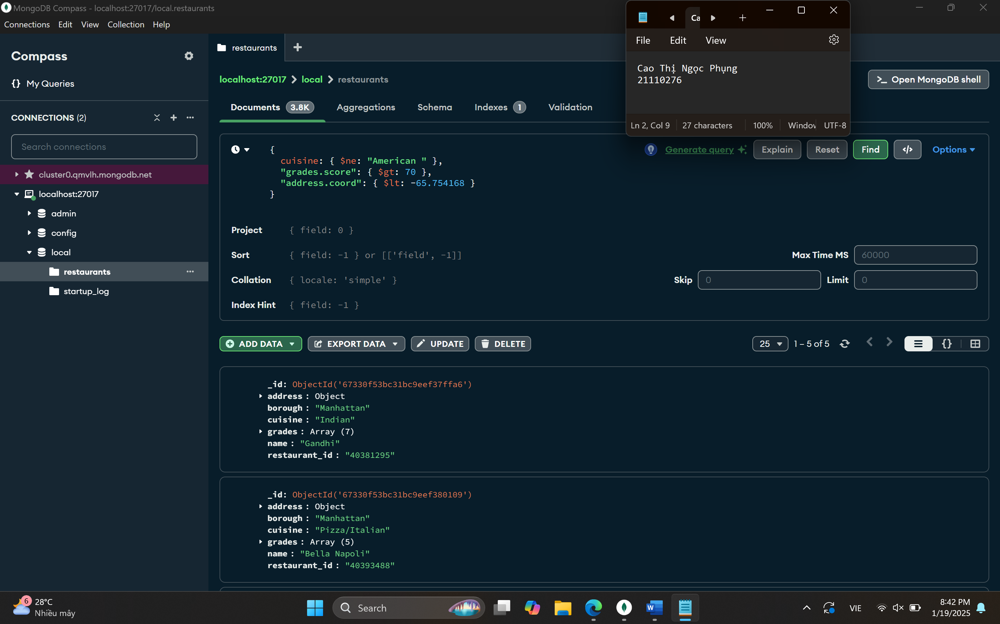 MongoDB Compass - localhost:27017/local.restaurants
Connections Edit View Collection Help
Compass
{} My Queries
CONNECTIONS (2)
Search connections
cluster0.qmvlh.mongodb.net
localhost:27017
admin
config
local
restaurants
startup_log
restaurants
localhost:27017 > local > restaurants
>_ Open MongoDB shell
Documents 3.8K Aggregations Schema Indexes 1 Validation
File Edit View
Cao Thị Ngọc Phụng
21110276
Ln 2, Col 9 27 characters 100% UTF-8
{
cuisine: { $ne: "American " },
"grades.score": { $gt: 70 },
"address.coord": { $lt: -65.754168 }
}
Generate query Explain Reset Find </> Options
Project { field: 0 }
Sort { field: -1 } or [['field', -1]]
Max Time MS 60000
Collation { locale: 'simple' }
Skip 0 Limit 0
Index Hint { field: -1 }
ADD DATA EXPORT DATA UPDATE DELETE
25 1 – 5 of 5 {}
_id: ObjectId('67330f53bc31bc9eef37ffa6')
address : Object
borough : "Manhattan"
cuisine : "Indian"
grades : Array (7)
name : "Gandhi"
restaurant_id : "40381295"
_id: ObjectId('67330f53bc31bc9eef380109')
address : Object
borough : "Manhattan"
cuisine : "Pizza/Italian"
grades : Array (5)
name : "Bella Napoli"
restaurant_id : "40393488"
6
28°C
Nhiều mây
Search
W
VIE
8:42 PM
1/19/2025